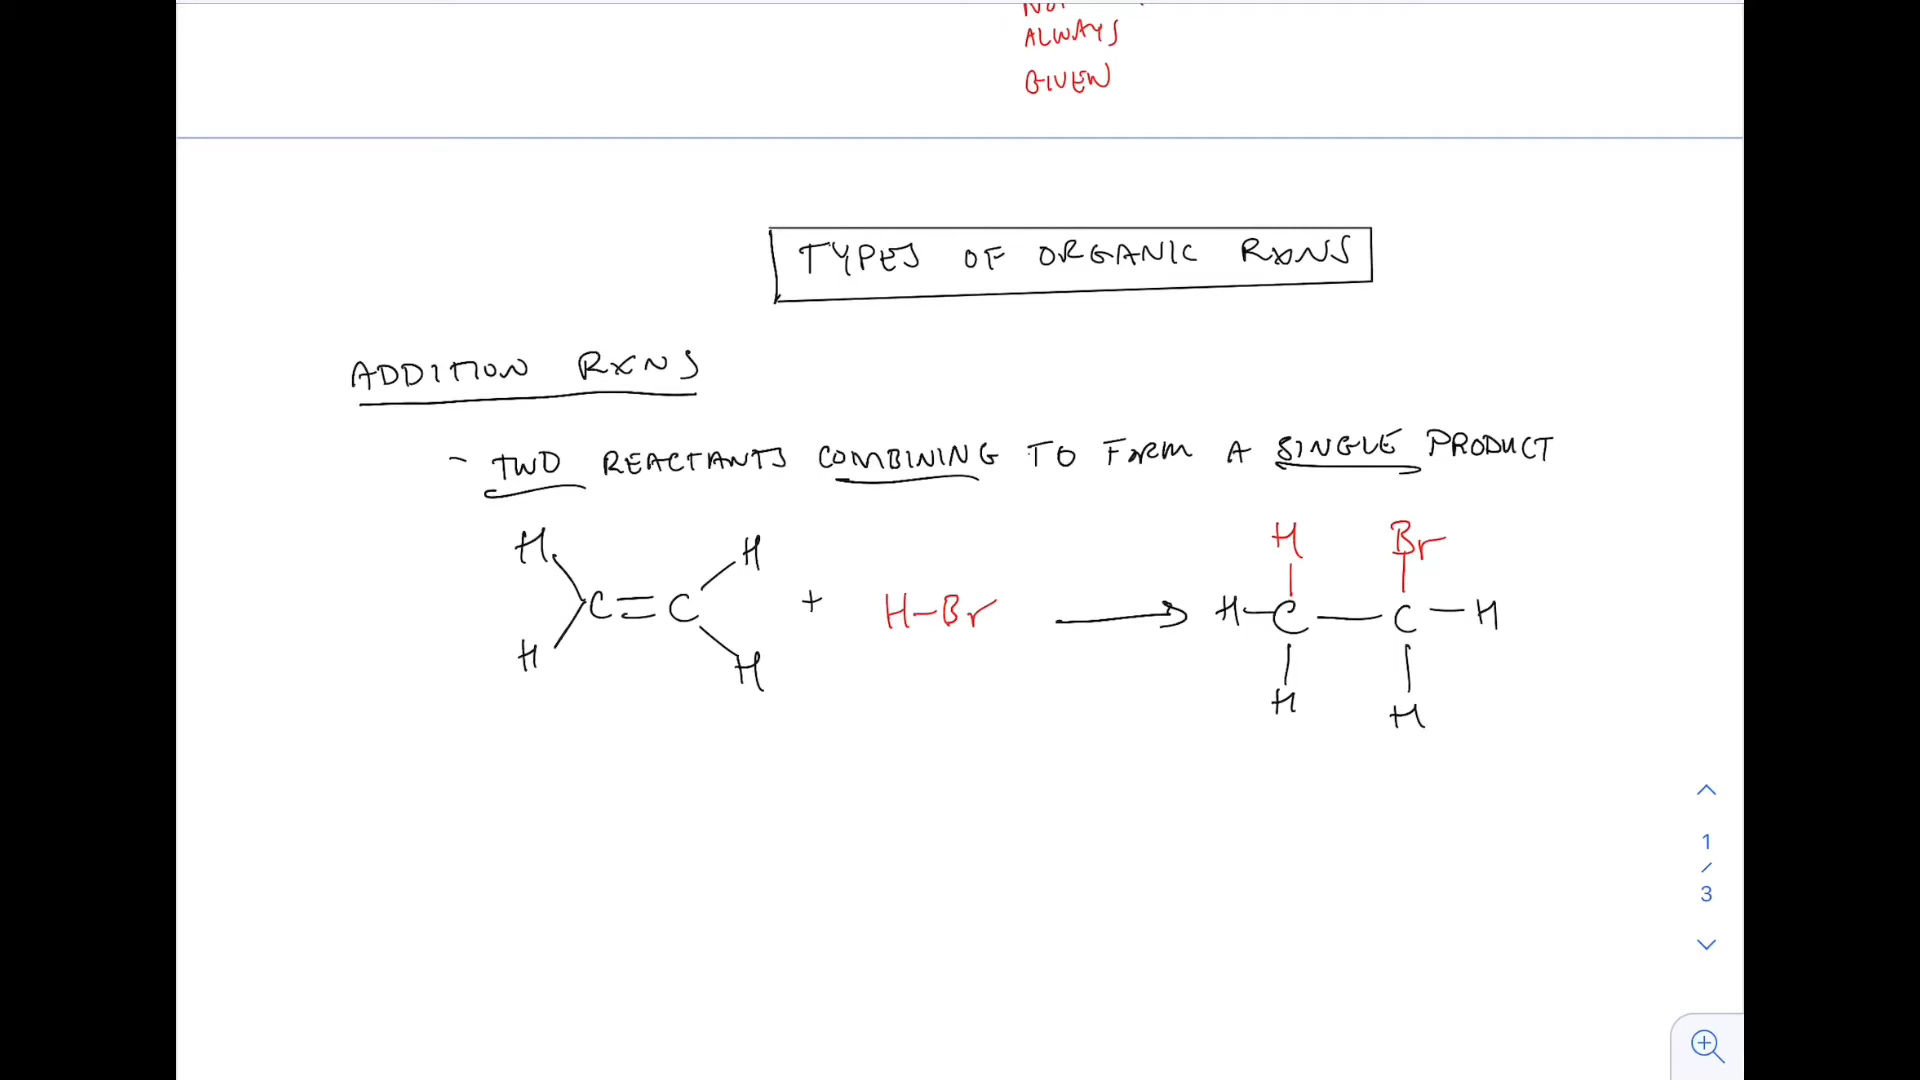 ALWAYS
GIVEN
TYPES OF ORGANIC RXNS
ADDITION RXNS
- TWO REACTANTS COMBINING TO FORM A SINGLE PRODUCT
H H H Br
C=C + H-Br → H-C-C-H
H H H H
1
/
3